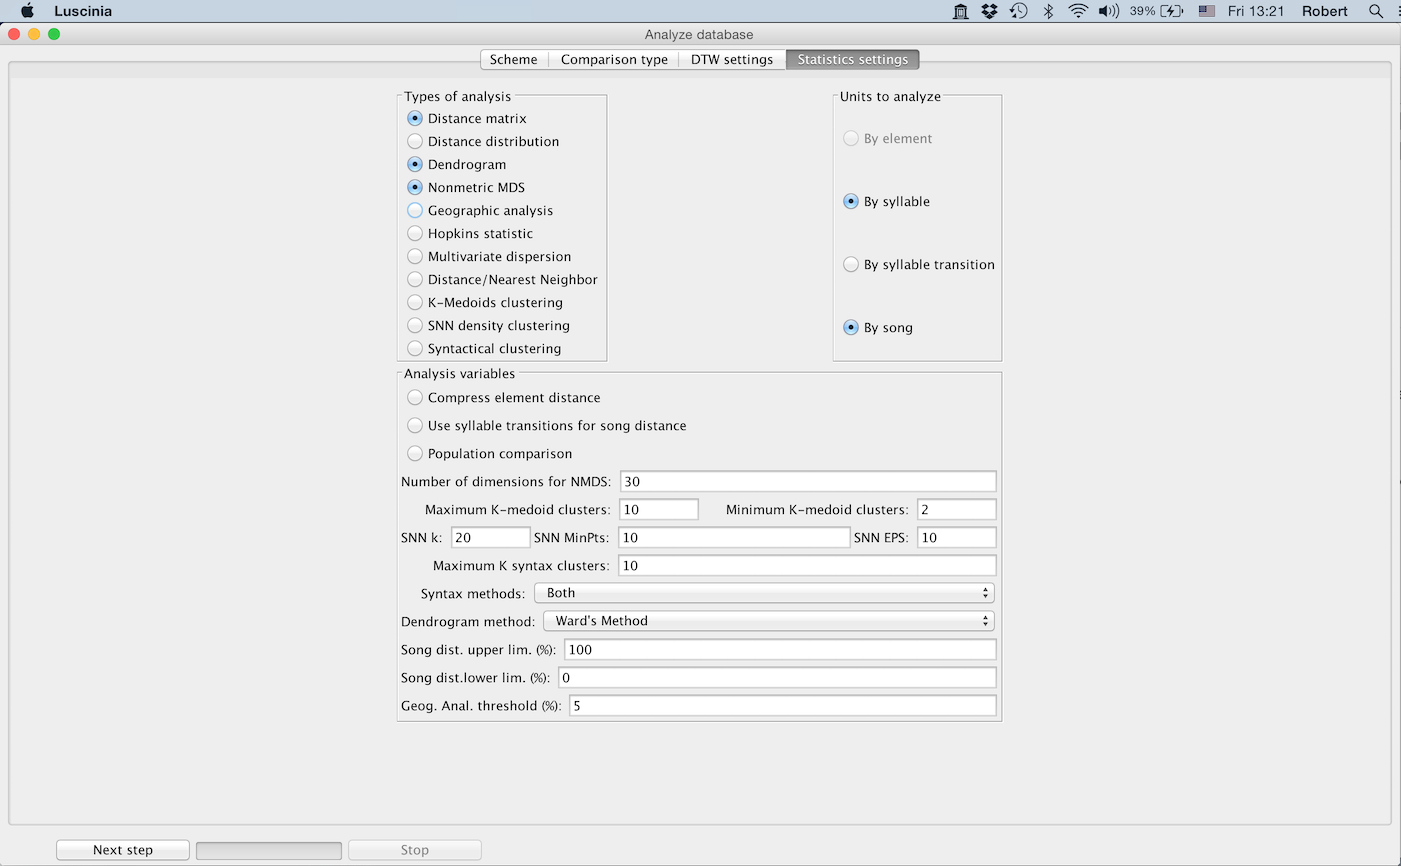 Luscinia 39% Fri 13:21 Robert
Analyze database
Scheme Comparison type DTW settings Statistics settings
Types of analysis
Distance matrix
Distance distribution
Dendrogram
Nonmetric MDS
Geographic analysis
Hopkins statistic
Multivariate dispersion
Distance/Nearest Neighbor
K-Medoids clustering
SNN density clustering
Syntactical clustering
Units to analyze
By element
By syllable
By syllable transition
By song
Analysis variables
Compress element distance
Use syllable transitions for song distance
Population comparison
Number of dimensions for NMDS: 30
Maximum K-medoid clusters: 10 Minimum K-medoid clusters: 2
SNN k: 20 SNN MinPts: 10 SNN EPS: 10
Maximum K syntax clusters: 10
Syntax methods: Both
Dendrogram method: Ward's Method
Song dist. upper lim. (%): 100
Song dist.lower lim. (%): 0
Geog. Anal. threshold (%): 5
Next step Stop